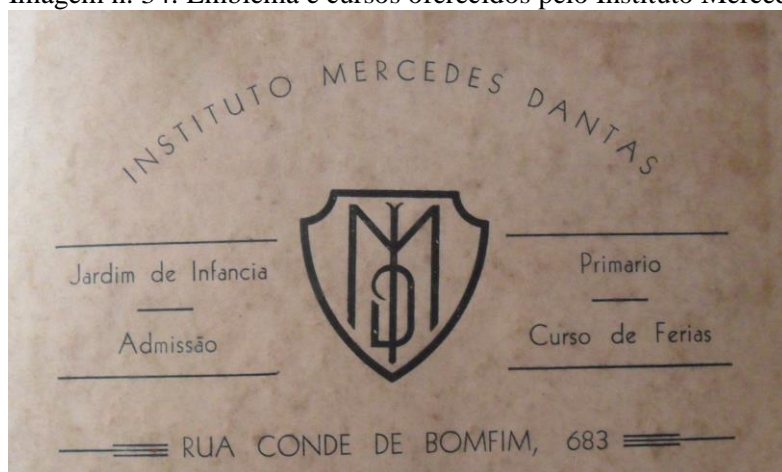 INSTITUTO MERCEDES DANTAS
Jardim de Infancia
Admissão
Primario
Curso de Ferias
RUA CONDE DE BOMFIM, 683